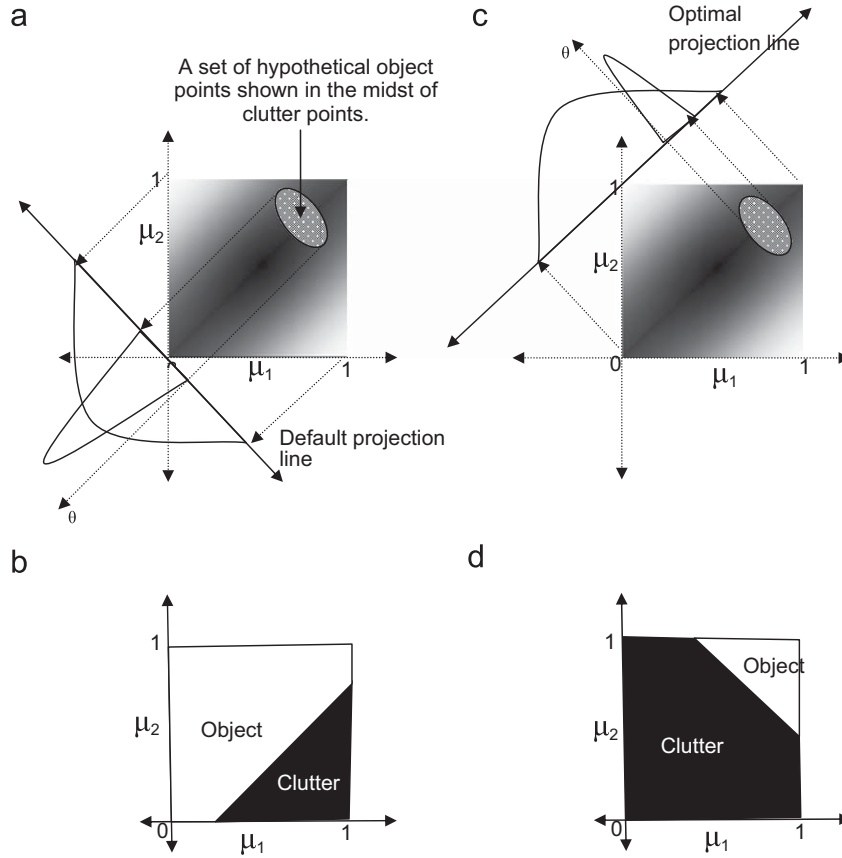 a
A set of hypothetical object
points shown in the midst of
clutter points.
1
μ2
μ1
1
Default projection
line
θ
c
Optimal
projection line
θ
1
μ2
0
μ1
1
b
1
μ2
Object
Clutter
0
μ1
1
d
1
μ2
Object
Clutter
0
μ1
1